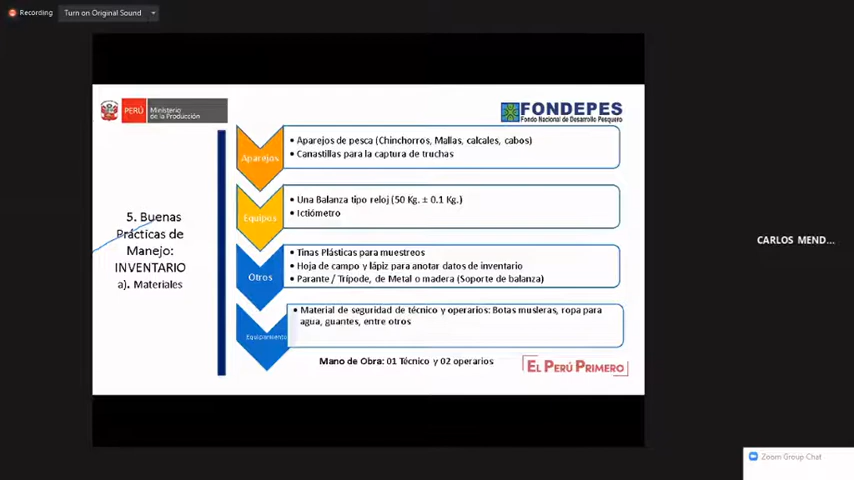 Recording
Turn on Original Sound
PERÚ
Ministerio
de la Producción
FONDEPES
Fondo Nacional de Desarrollo Pesquero
5. Buenas
Prácticas de
Manejo:
INVENTARIO
a). Materiales
Aparejos
• Aparejos de pesca (Chinchorros, Mallas, calcales, cabos)
• Canastillas para la captura de truchas
Equipos
• Una Balanza tipo reloj (50 Kg. ± 0.1 Kg.)
• Ictiómetro
Otros
• Tinas Plásticas para muestreos
• Hoja de campo y lápiz para anotar datos de inventario
• Parante / Trípode, de Metal o madera (Soporte de balanza)
Equipamiento
• Material de seguridad de técnico y operarios: Botas musleras, ropa para
agua, guantes, entre otros
Mano de Obra: 01 Técnico y 02 operarios
EL PERÚ PRIMERO
CARLOS MEND...
Zoom Group Chat